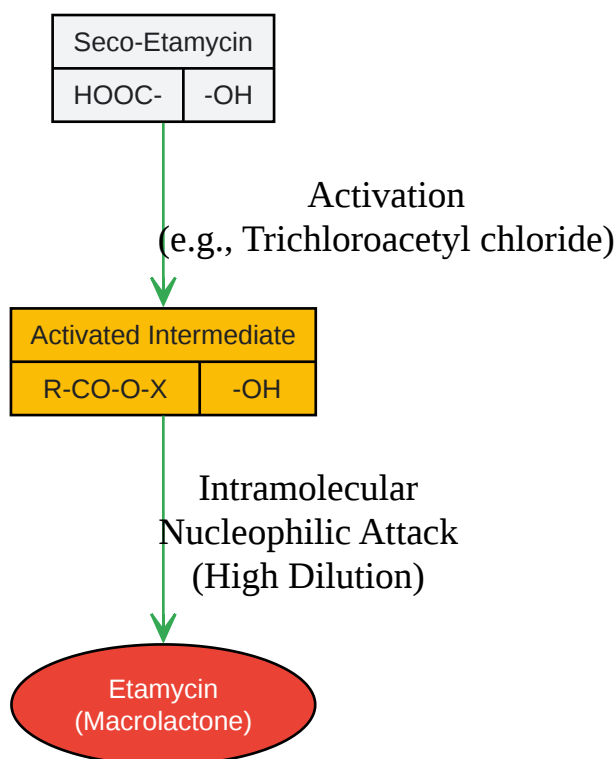 Seco-Etamycin
HOOC- -OH
Activation
(e.g., Trichloroacetyl chloride)
Activated Intermediate
R-CO-O-X -OH
Intramolecular
Nucleophilic Attack
(High Dilution)
Etamycin
(Macrolactone)